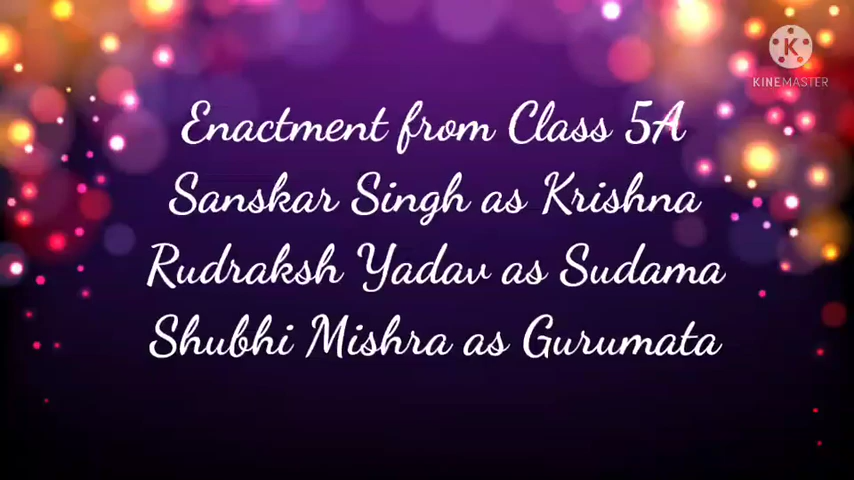 KINEMASTER
Enactment from Class 5A
Sanskar Singh as Krishna
Rudraksh Yadav as Sudama
Shubhi Mishra as Gurumata